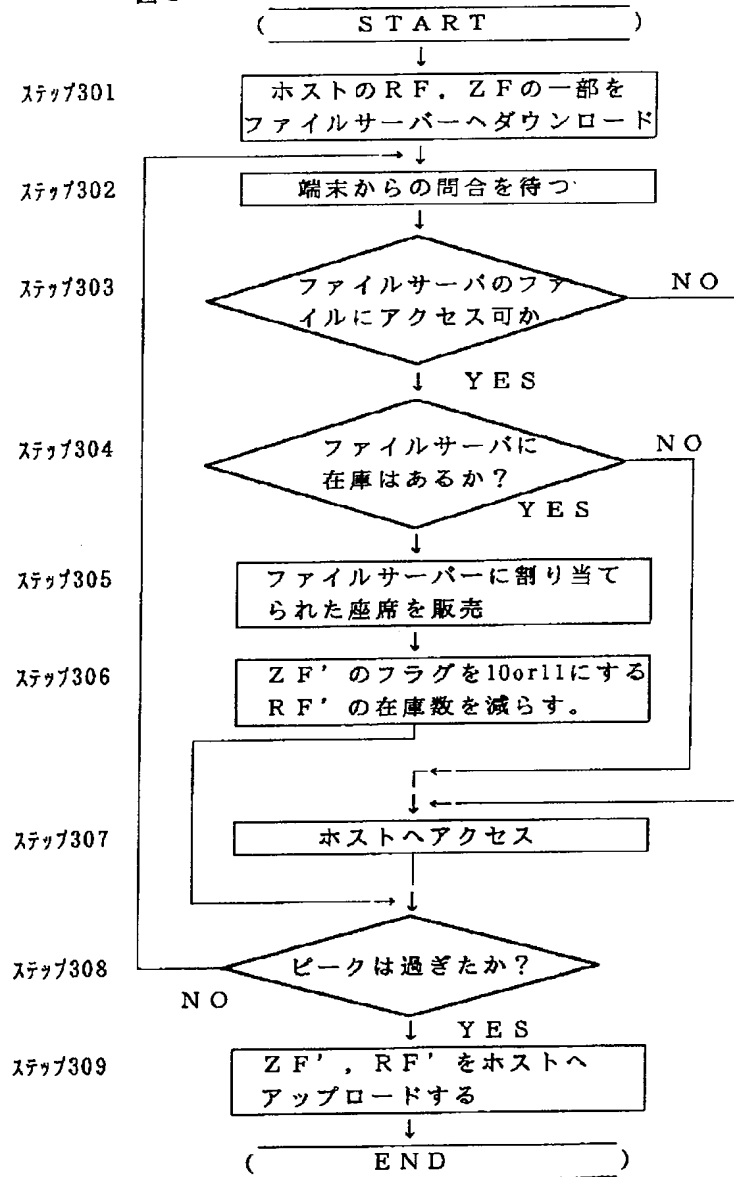 START
ステップ301
ホストのRF．ZFの一部を
ファイルサーバーへダウンロード
ステップ302
端末からの問合を待つ
ステップ303
ファイルサーバのファ
イルにアクセス可か
NO
YES
ステップ304
ファイルサーバに
在庫はあるか？
NO
YES
ステップ305
ファイルサーバーに割り当て
られた座席を販売
ステップ306
ZF'のフラグを10or11にする
RF'の在庫数を減らす。
ステップ307
ホストへアクセス
ステップ308
ピークは過ぎたか？
NO
YES
ステップ309
ZF'，RF'をホストへ
アップロードする
END